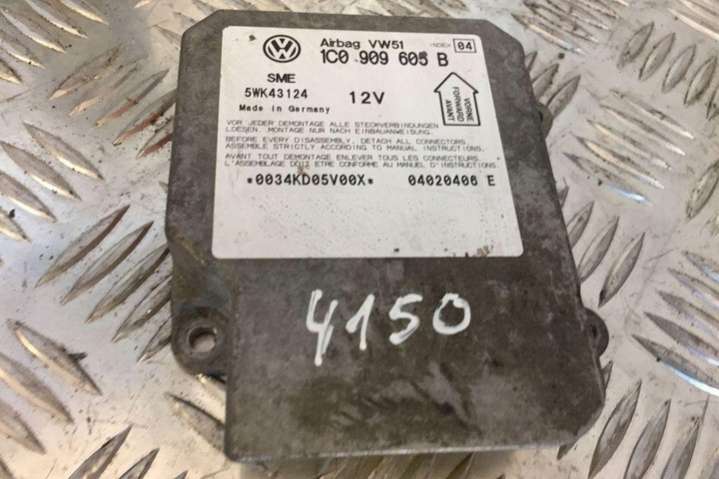 Airbag VW51 INDEX 04
1C0 909 605 B
SME
5WK43124 12V
Made in Germany
VORNE
FORWARD
AVANT
VOR JEDER DEMONTAGE ALLE STECKVERBINDUNGEN
LOESEN, MONTAGE NUR NACH EINBAUANWEISUNG.
BEFORE EVERY DISASSEMBLY, DETACH ALL CONNECTORS
ASSEMBLE STRICTLY ACCORDING TO MANUAL INSTRUCTIONS.
AVANT TOUT DEMONTAGE ENLEVER TOUS LES CONNECTEURS.
L'ASSEMBLAGE DOIT ETRE CONFORME AU MANUEL D'INSTRUCTIONS.
*0034KD05V00X* 04020406 E
4150